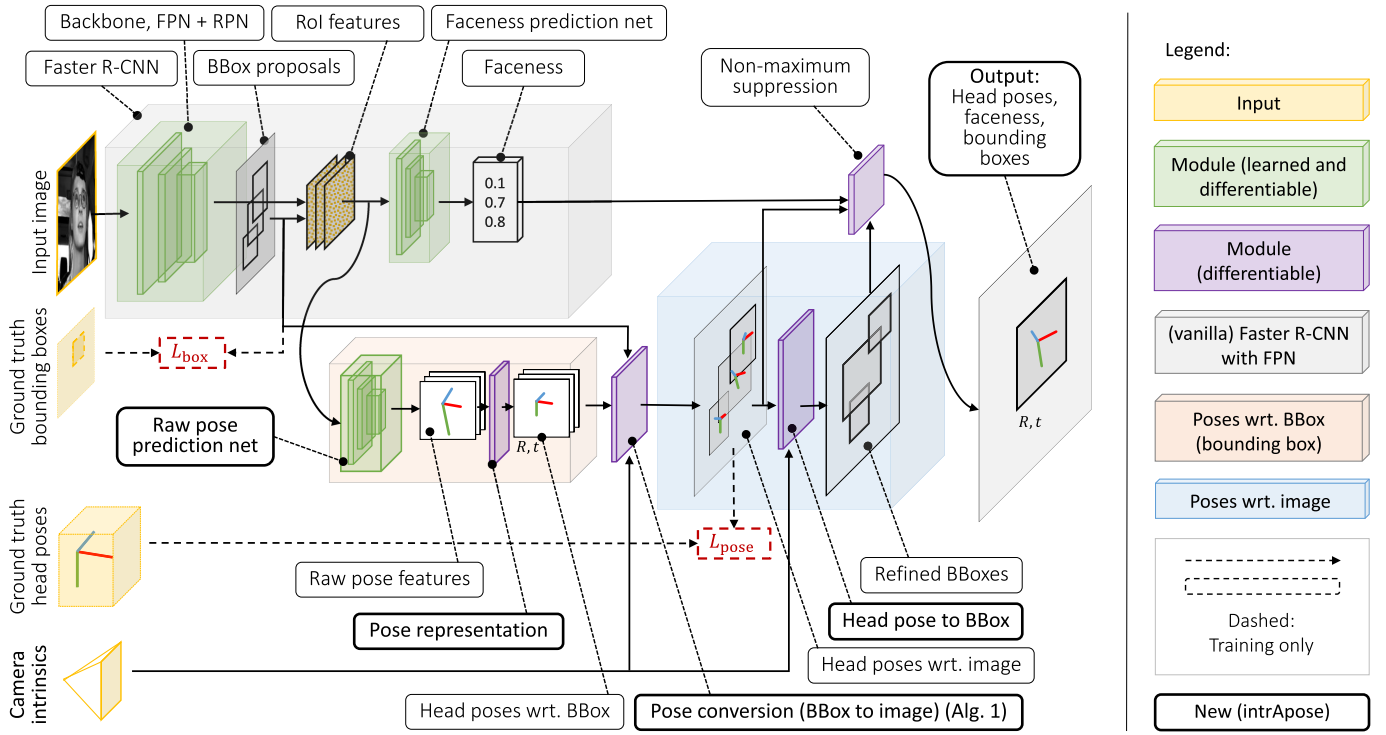 Backbone, FPN + RPN
RoI features
Faceness prediction net
Faster R-CNN
BBox proposals
Faceness
Non-maximum
suppression
Output:
Head poses,
faceness,
bounding
boxes
Input image
0.1
0.7
0.8
Ground truth
bounding boxes
L_box
Raw pose
prediction net
R, t
R, t
Ground truth
head poses
L_pose
Raw pose features
Refined BBoxes
Pose representation
Head pose to BBox
Head poses wrt. image
Camera
intrinsics
Head poses wrt. BBox
Pose conversion (BBox to image) (Alg. 1)
Legend:
Input
Module (learned and
differentiable)
Module
(differentiable)
(vanilla) Faster R-CNN
with FPN
Poses wrt. BBox
(bounding box)
Poses wrt. image
Dashed:
Training only
New (intrApose)